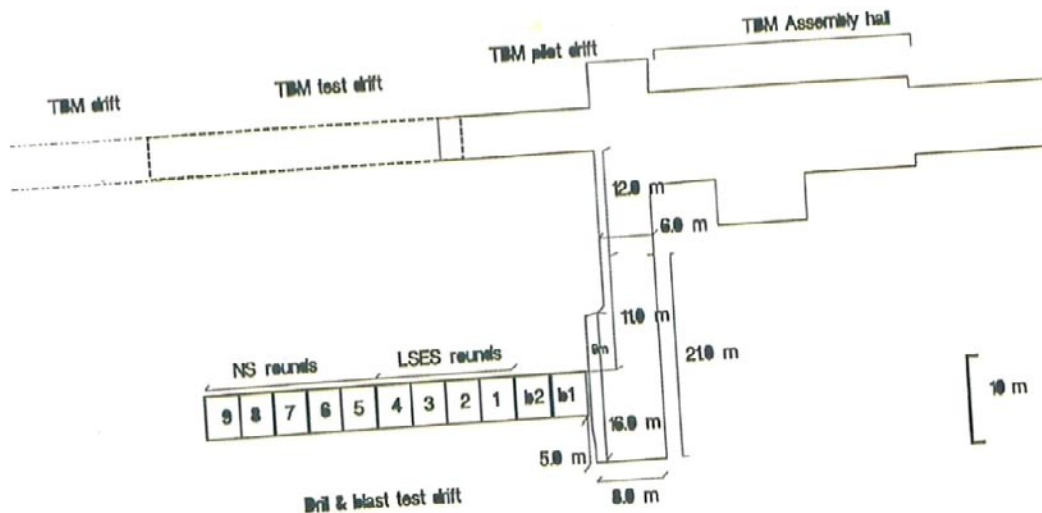 TBM Assembly hall
TBM pilot drift
TBM test drift
TBM drift
12.0 m
6.0 m
11.0 m
9m
21.0 m
NS rounds
LSES rounds
10 m
9 8 7 6 5 4 3 2 1 b2 b1
16.0 m
5.0 m
8.0 m
Drill & blast test drift